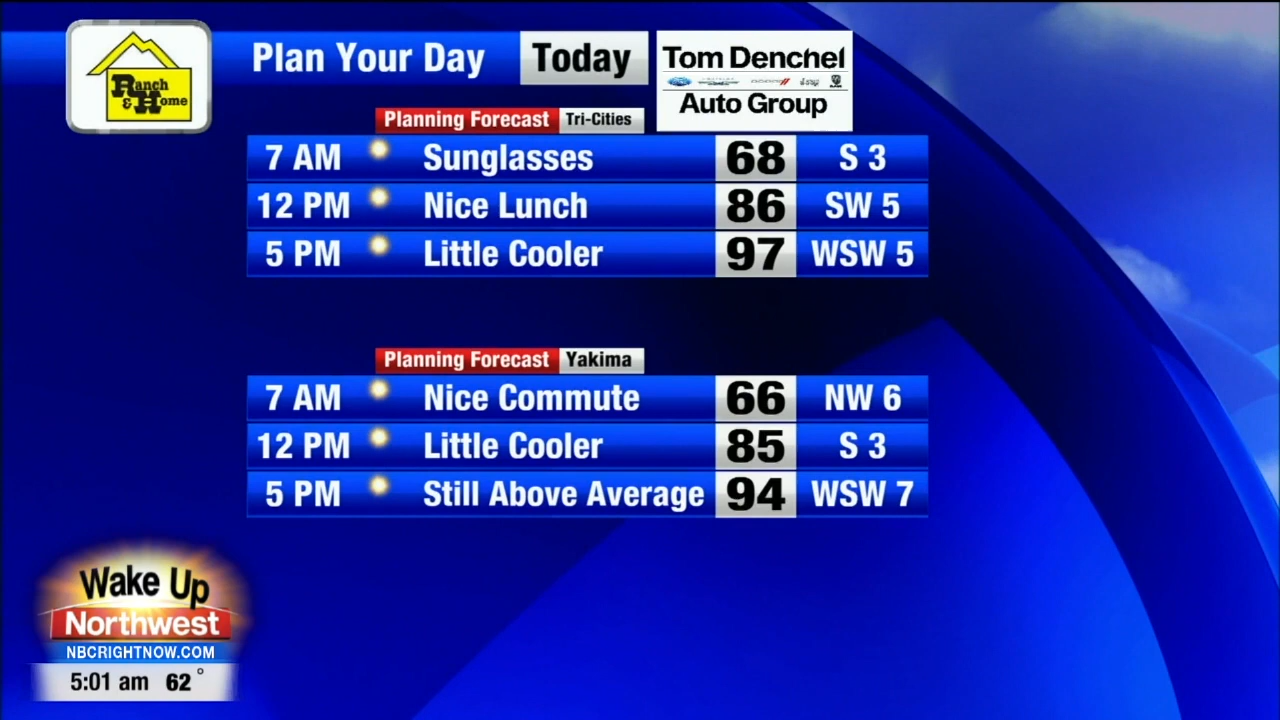 Ranch
& Home
Plan Your Day Today
Tom Denchel
Auto Group
Planning Forecast Tri-Cities
7 AM Sunglasses 68 S 3
12 PM Nice Lunch 86 SW 5
5 PM Little Cooler 97 WSW 5
Planning Forecast Yakima
7 AM Nice Commute 66 NW 6
12 PM Little Cooler 85 S 3
5 PM Still Above Average 94 WSW 7
Wake Up
Northwest
NBCRIGHTNOW.COM
5:01 am 62°